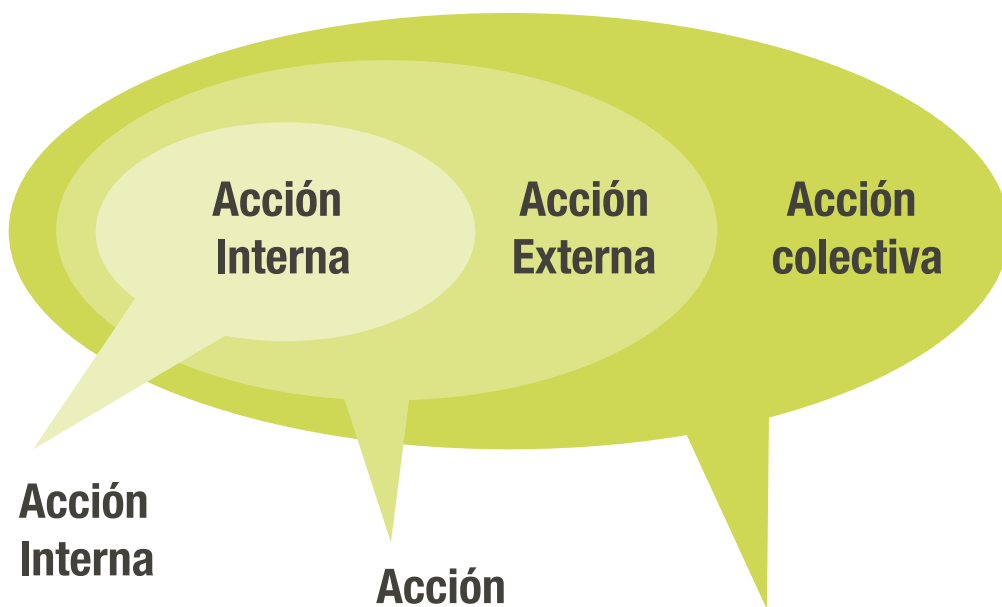 Acción
Interna
Acción
Externa
Acción
colectiva
Acción
Interna
Acción